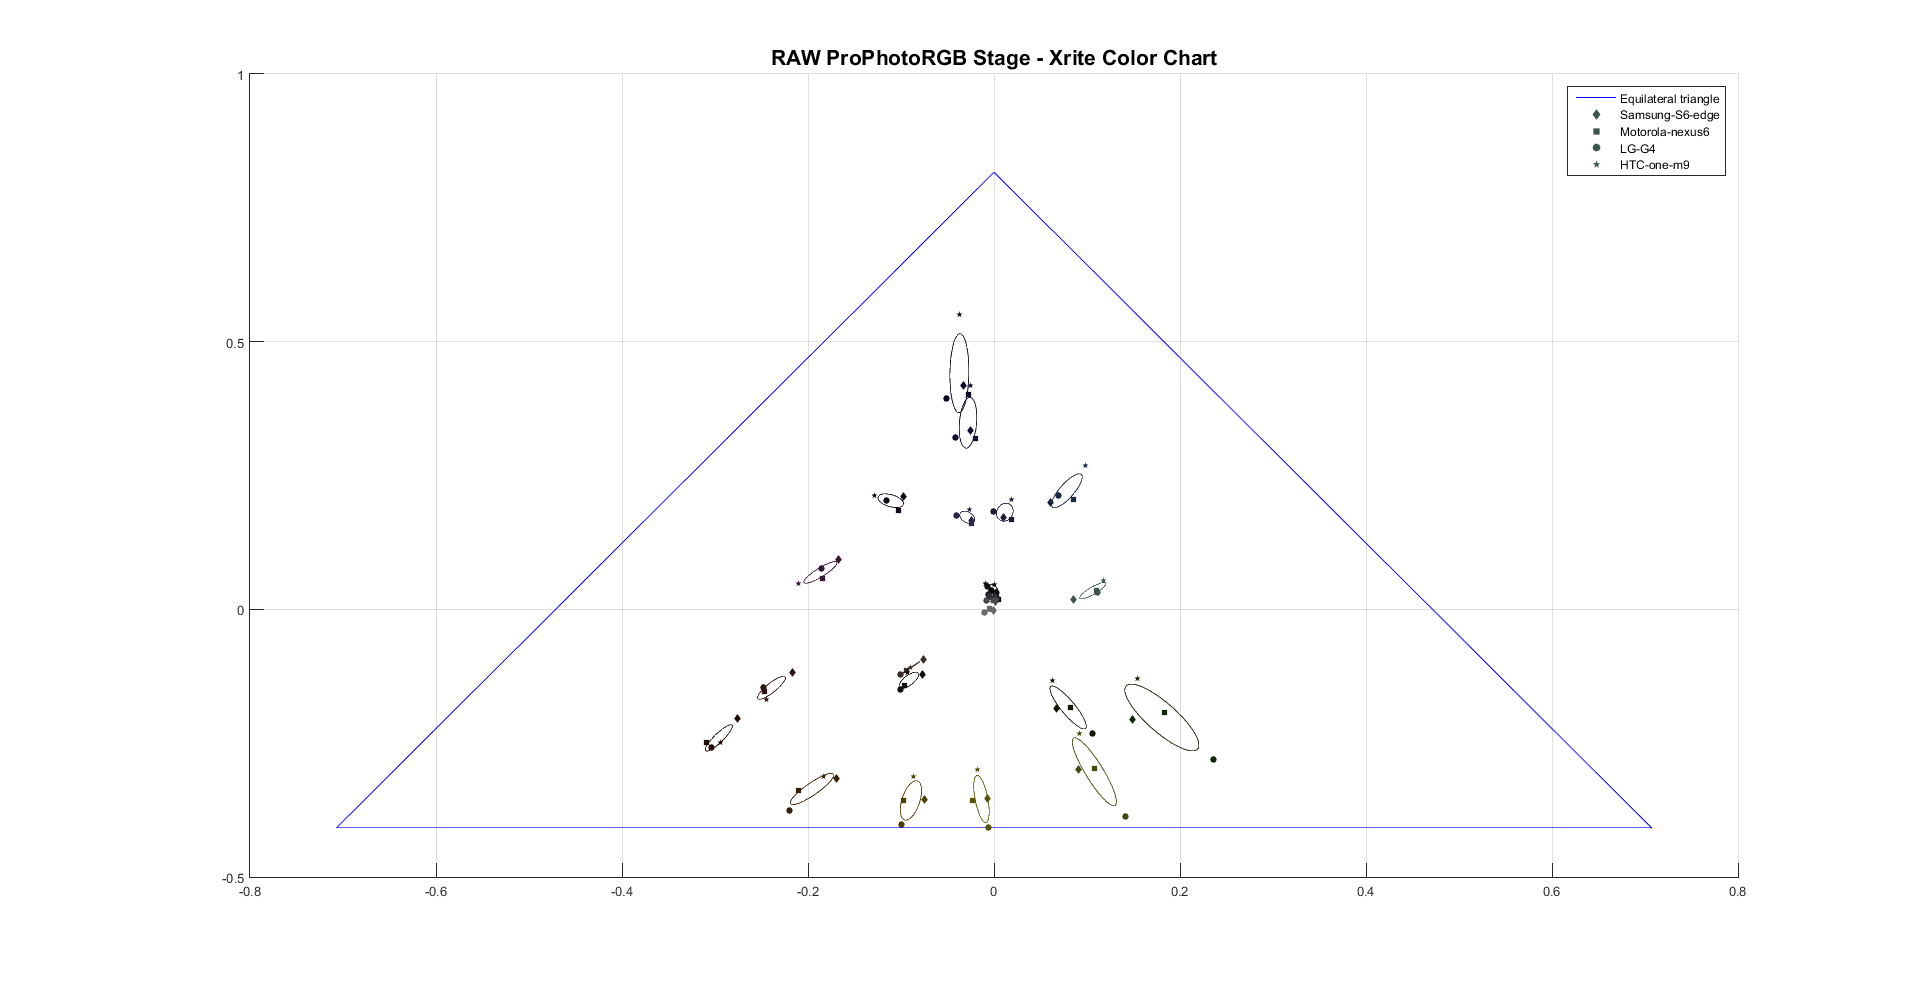 RAW ProPhotoRGB Stage - Xrite Color Chart
1
0.5
0
-0.5
-0.8 -0.6 -0.4 -0.2 0 0.2 0.4 0.6 0.8
Equilateral triangle
Samsung-S6-edge
Motorola-nexus6
LG-G4
HTC-one-m9